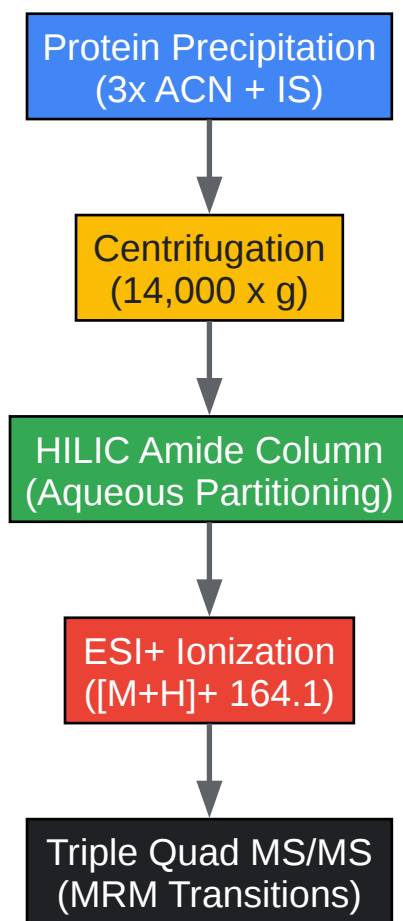 Protein Precipitation
(3x ACN + IS)
Centrifugation
(14,000 x g)
HILIC Amide Column
(Aqueous Partitioning)
ESI+ Ionization
([M+H]+ 164.1)
Triple Quad MS/MS
(MRM Transitions)